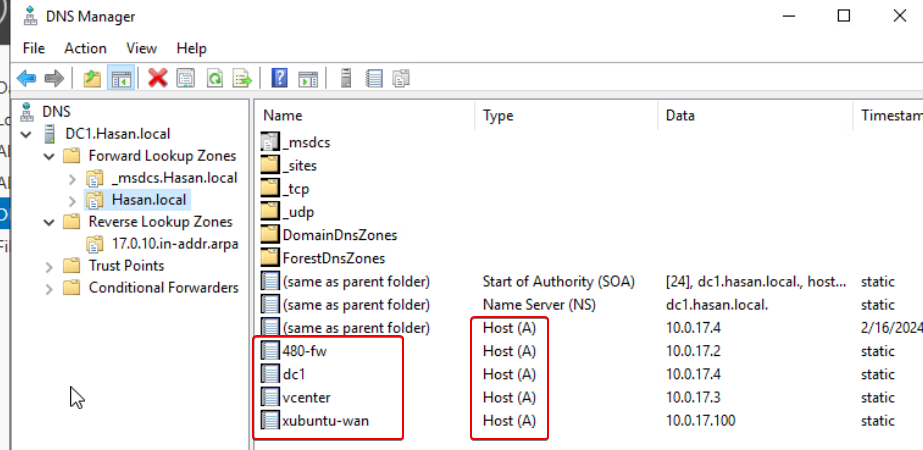 DNS Manager
File Action View Help
DNS
DC1.Hasan.local
Forward Lookup Zones
_msdcs.Hasan.local
Hasan.local
Reverse Lookup Zones
17.0.10.in-addr.arpa
Trust Points
Conditional Forwarders
Name Type Data Timestam
_msdcs
_sites
_tcp
_udp
DomainDnsZones
ForestDnsZones
(same as parent folder) Start of Authority (SOA) [24], dc1.hasan.local., host... static
(same as parent folder) Name Server (NS) dc1.hasan.local. static
(same as parent folder) Host (A) 10.0.17.4 2/16/2024
480-fw Host (A) 10.0.17.2 static
dc1 Host (A) 10.0.17.4 static
vcenter Host (A) 10.0.17.3 static
xubuntu-wan Host (A) 10.0.17.100 static